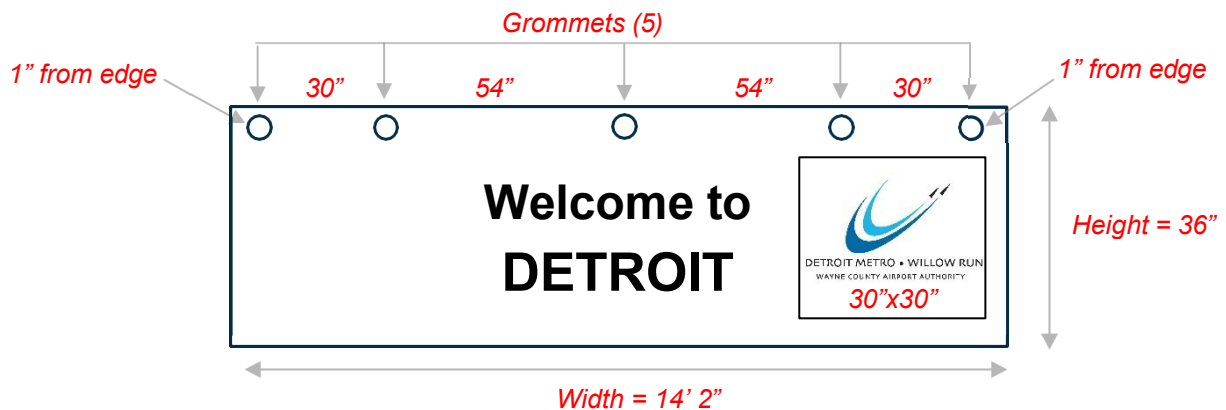 Grommets (5)
1” from edge
30”
54”
54”
30”
1” from edge
Welcome to
DETROIT
DETROIT METRO • WILLOW RUN
WAYNE COUNTY AIRPORT AUTHORITY
30”x30”
Height = 36”
Width = 14’ 2”